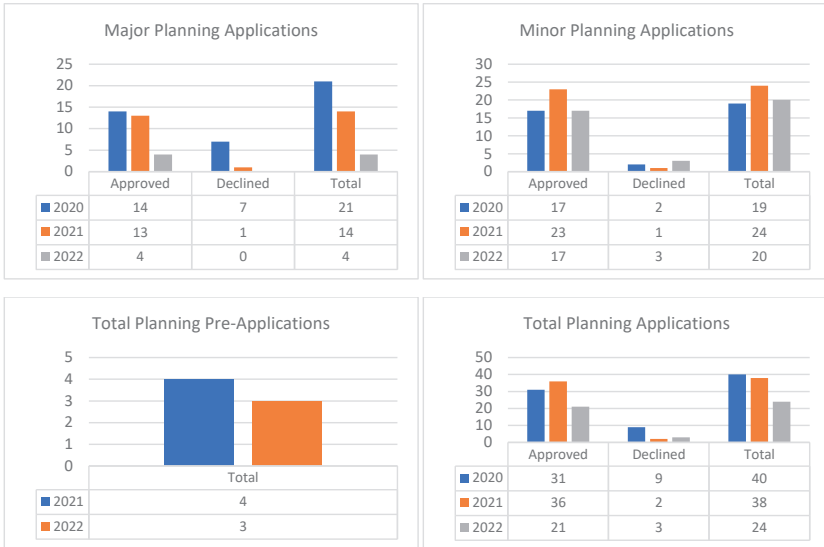 Major Planning Applications
25
20
15
10
5
0
Approved Declined Total
2020 14 7 21
2021 13 1 14
2022 4 0 4
Minor Planning Applications
30
25
20
15
10
5
0
Approved Declined Total
2020 17 2 19
2021 23 1 24
2022 17 3 20
Total Planning Pre-Applications
5
4
3
2
1
0
Total
2021 4
2022 3
Total Planning Applications
50
40
30
20
10
0
Approved Declined Total
2020 31 9 40
2021 36 2 38
2022 21 3 24